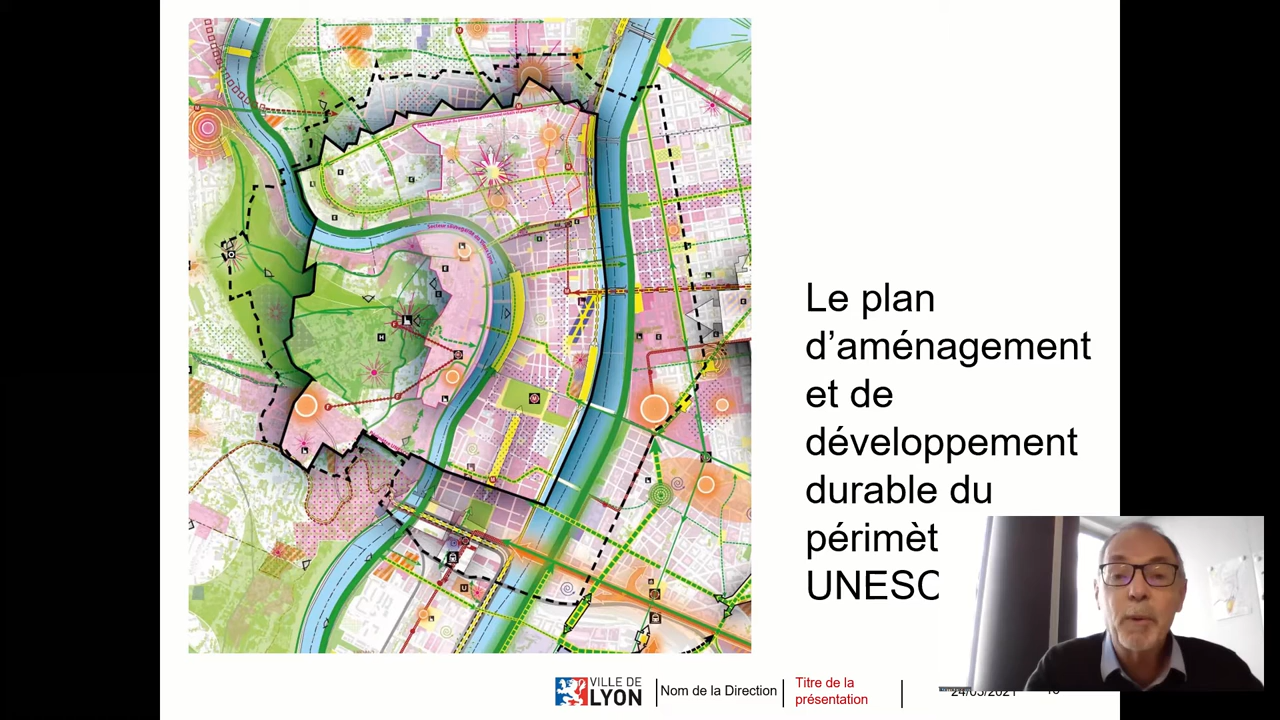 Le plan
d’aménagement
et de
développement
durable du
périmèt
UNESC
VILLE DE
LYON
Nom de la Direction
Titre de la
présentation